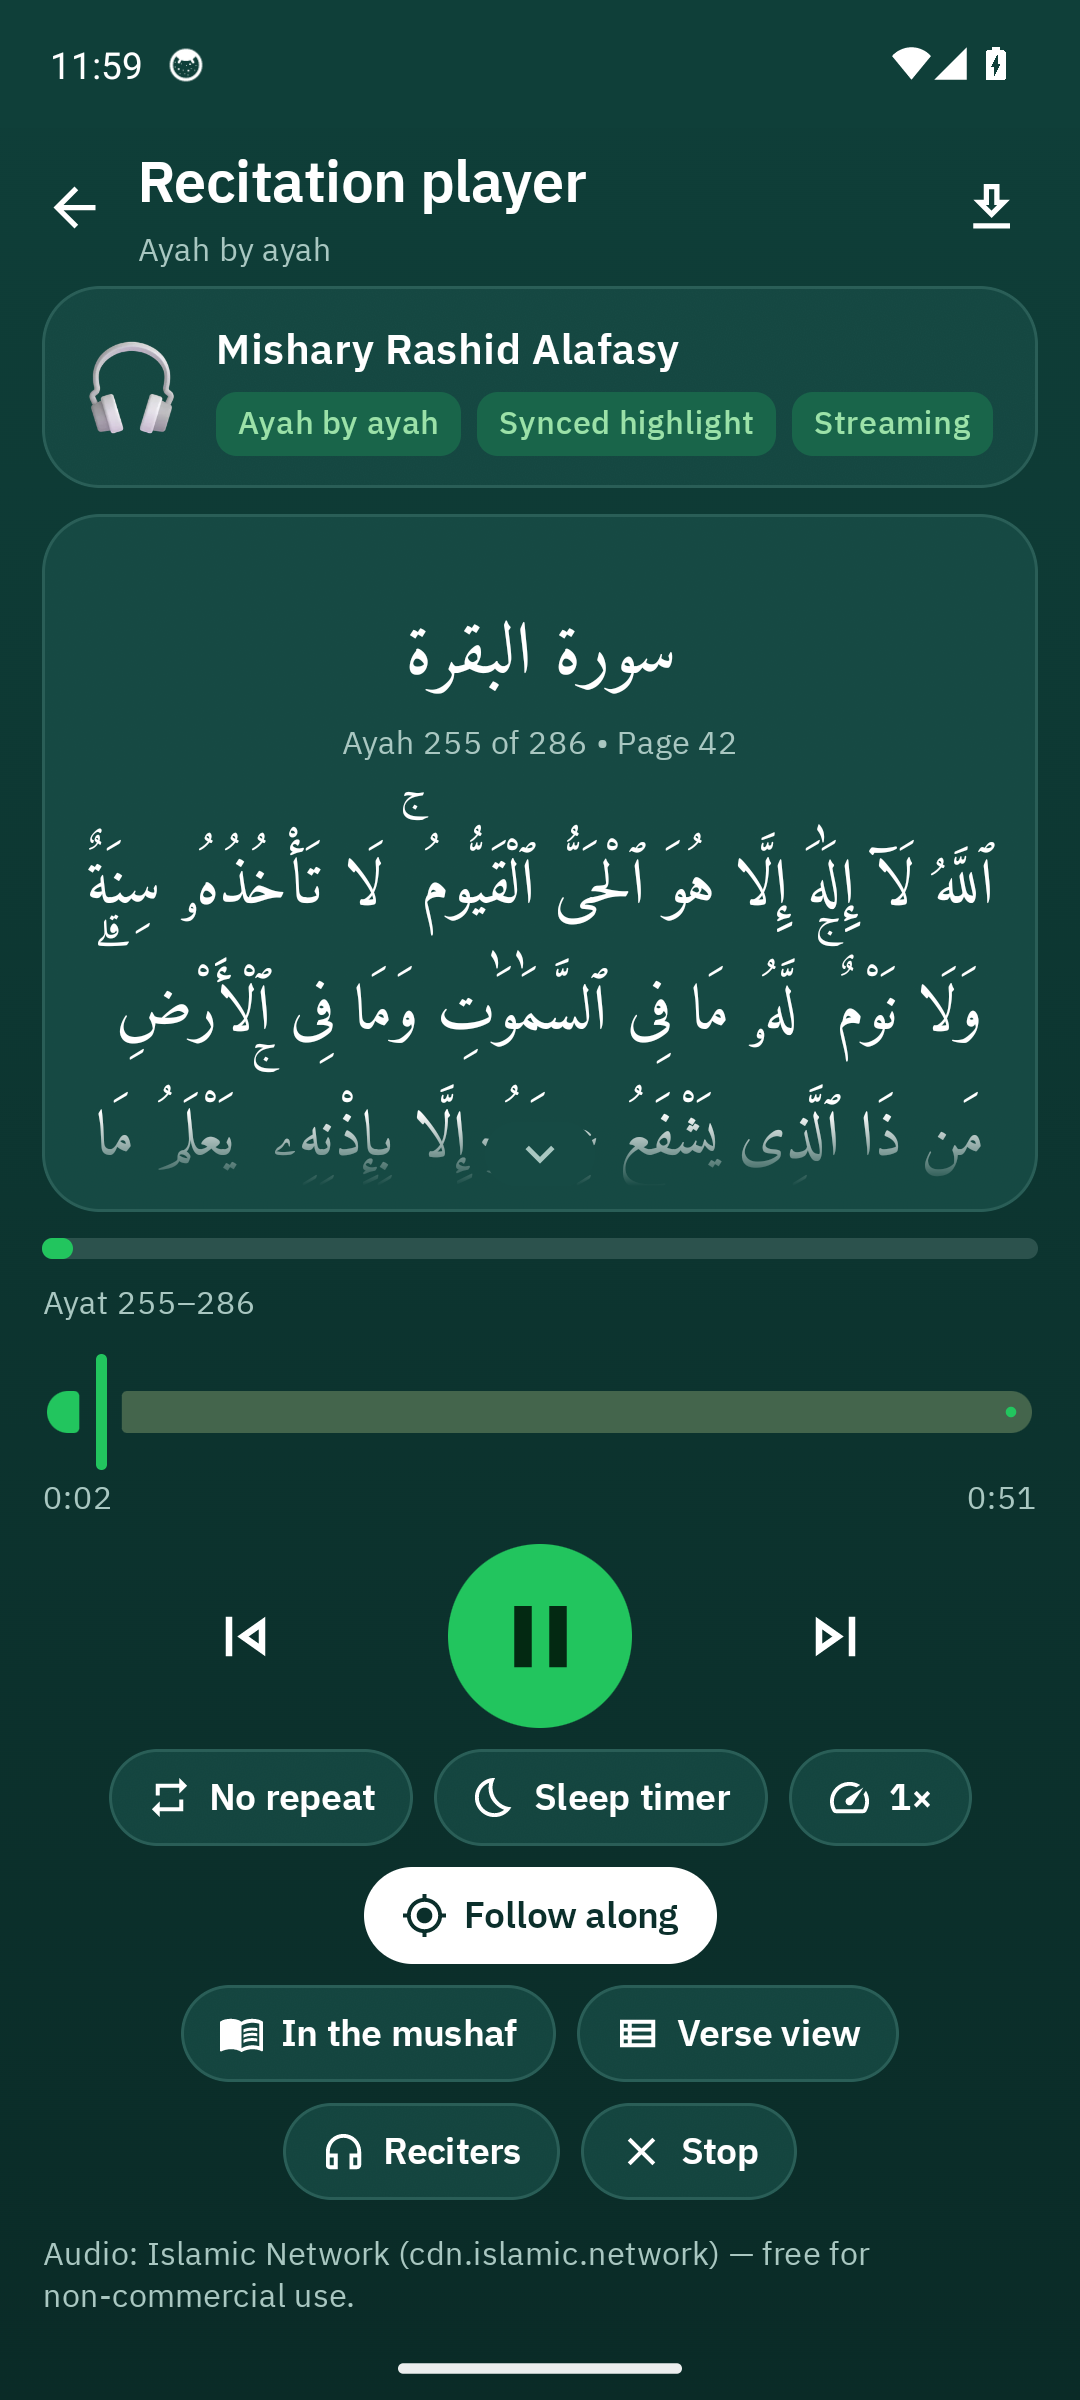 11:59
Recitation player
Ayah by ayah
Mishary Rashid Alafasy
Ayah by ayah
Synced highlight
Streaming
سورة البقرة
Ayah 255 of 286 • Page 42
ٱللَّهُ لَآ إِلَٰهَ إِلَّا هُوَ ٱلْحَىُّ ٱلْقَيُّومُ ۚ لَا تَأْخُذُهُۥ سِنَةٌ
وَلَا نَوْمٌ ۚ لَّهُۥ مَا فِى ٱلسَّمَٰوَٰتِ وَمَا فِى ٱلْأَرْضِ ۗ
مَن ذَا ٱلَّذِى يَشْفَعُ إِلَّا بِإِذْنِهِۦ ۚ يَعْلَمُ مَا
Ayat 255–286
0:02
0:51
No repeat
Sleep timer
1×
Follow along
In the mushaf
Verse view
Reciters
Stop
Audio: Islamic Network (cdn.islamic.network) — free for
non-commercial use.